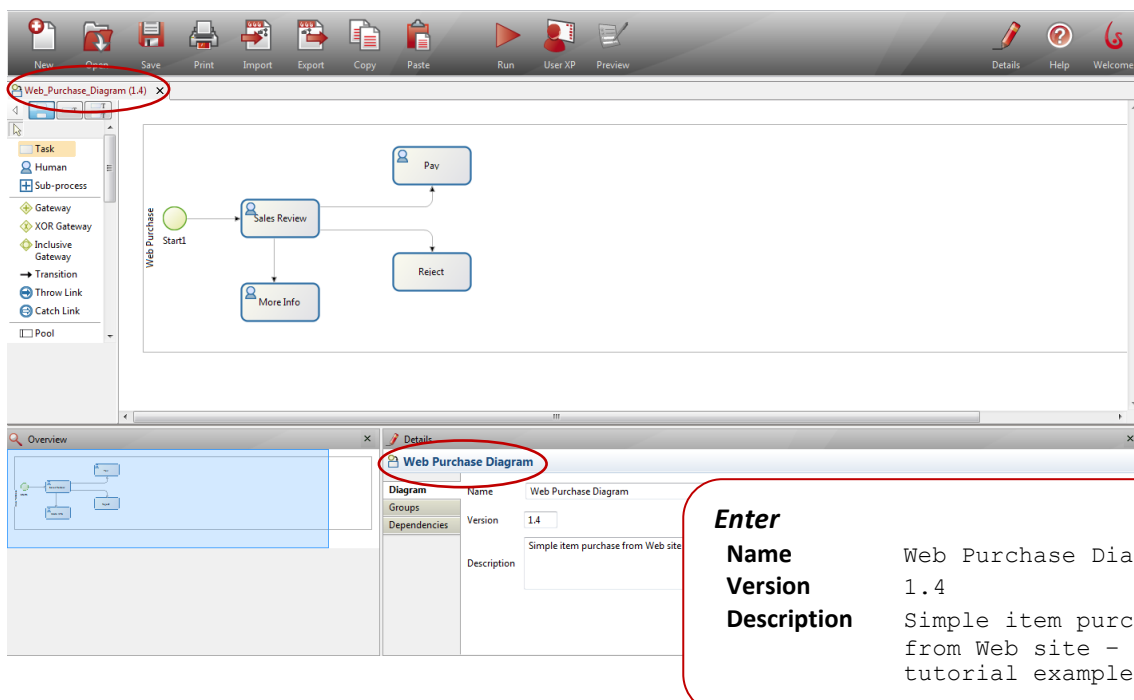 New Open Save Print Import Export Copy Paste Run User XP Preview Details Help Welcome
Web_Purchase_Diagram (1.4)
Task
Human
Sub-process
Gateway
XOR Gateway
Inclusive
Gateway
Transition
Throw Link
Catch Link
Pool
Web Purchase
Start1
Sales Review
Pay
Reject
More Info
Overview
Details
Web Purchase Diagram
Diagram
Groups
Dependencies
Name Web Purchase Diagram
Version 1.4
Description Simple item purchase from Web site
Enter
Name Web Purchase Dia
Version 1.4
Description Simple item purc
from Web site –
tutorial example